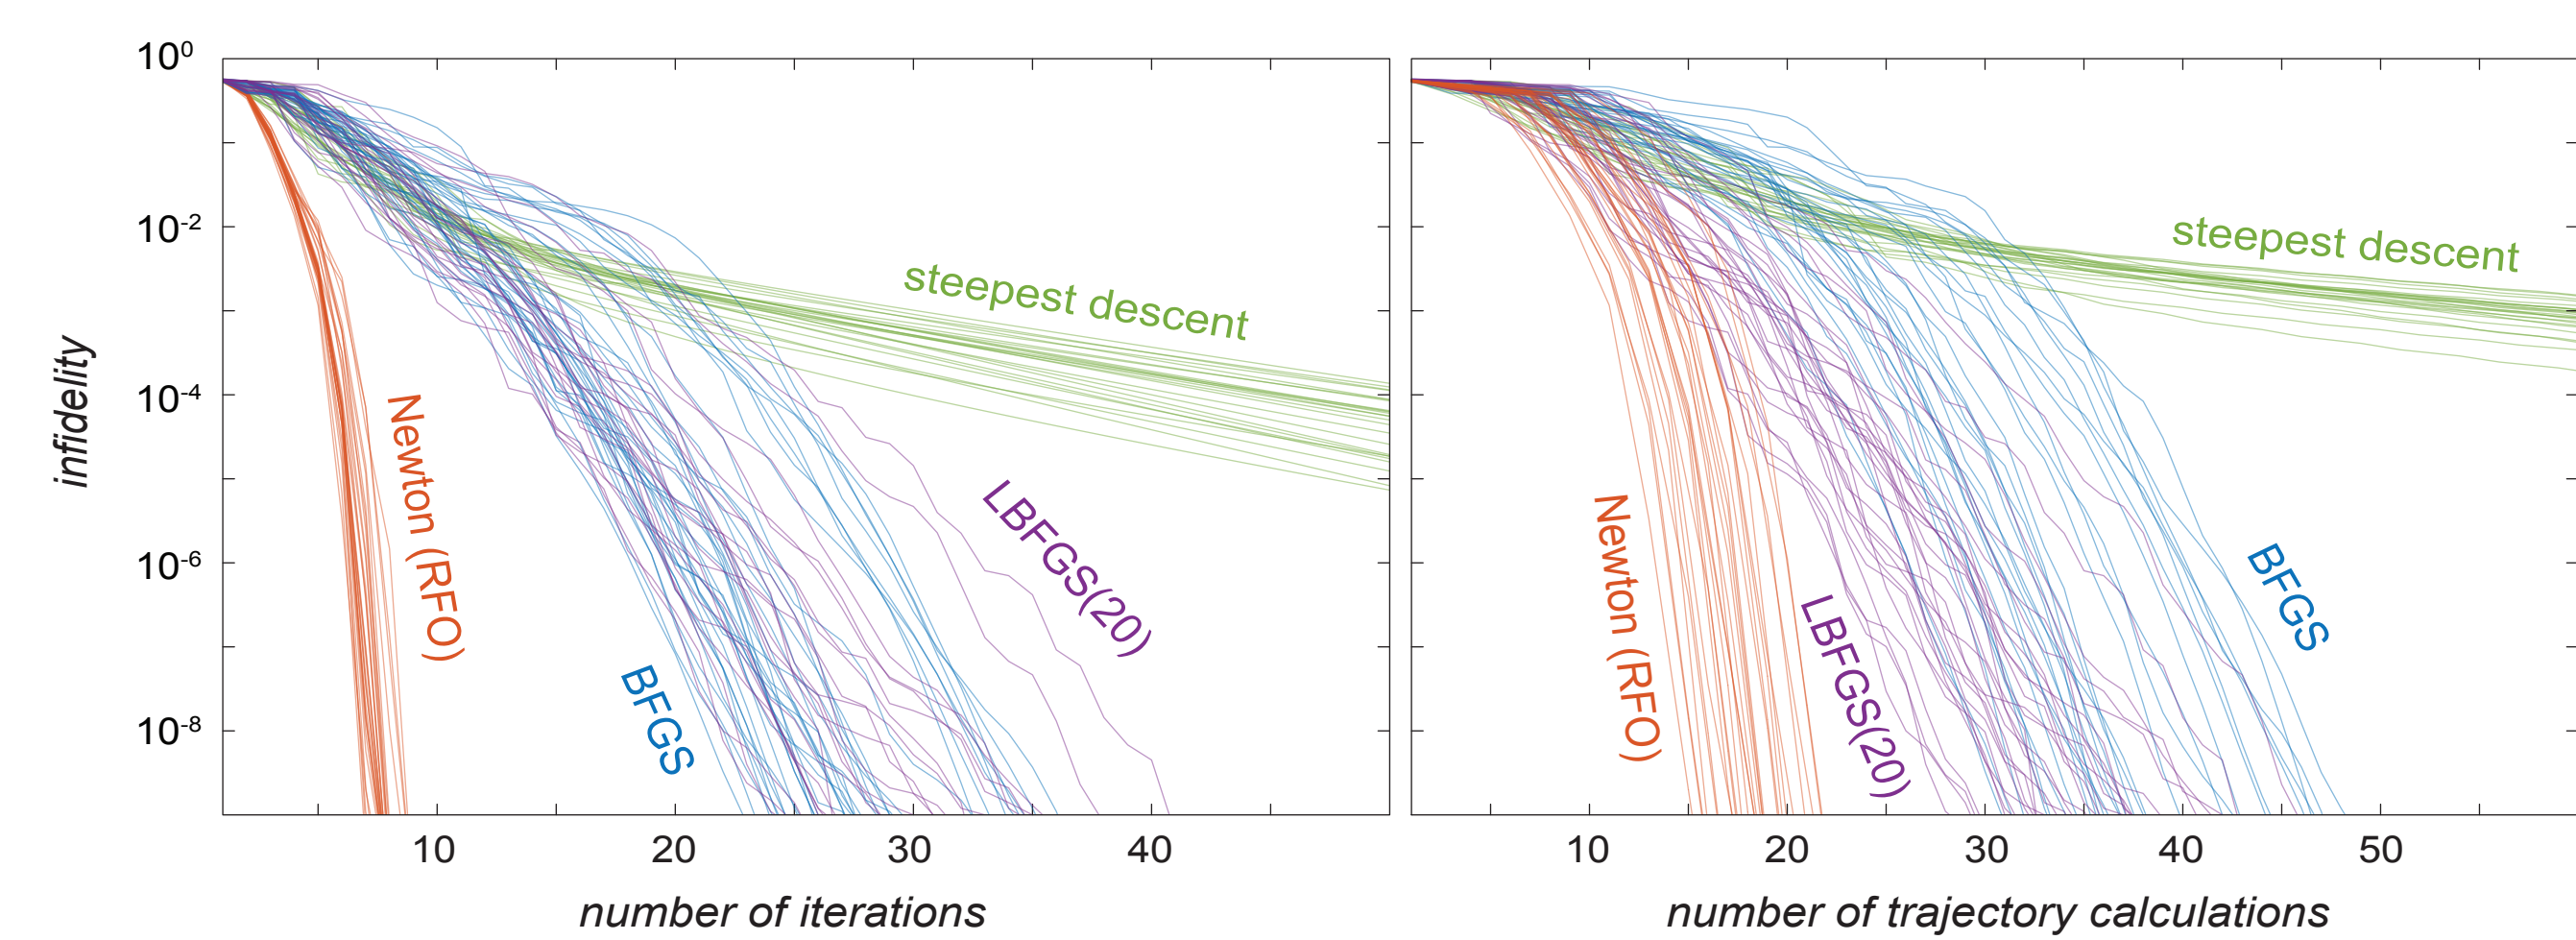 10⁰
10⁻²
10⁻⁴
10⁻⁶
10⁻⁸
infidelity
steepest descent
Newton (RFO)
LBFGS(20)
BFGS
10 20 30 40
number of iterations
steepest descent
Newton (RFO)
LBFGS(20)
BFGS
10 20 30 40 50
number of trajectory calculations